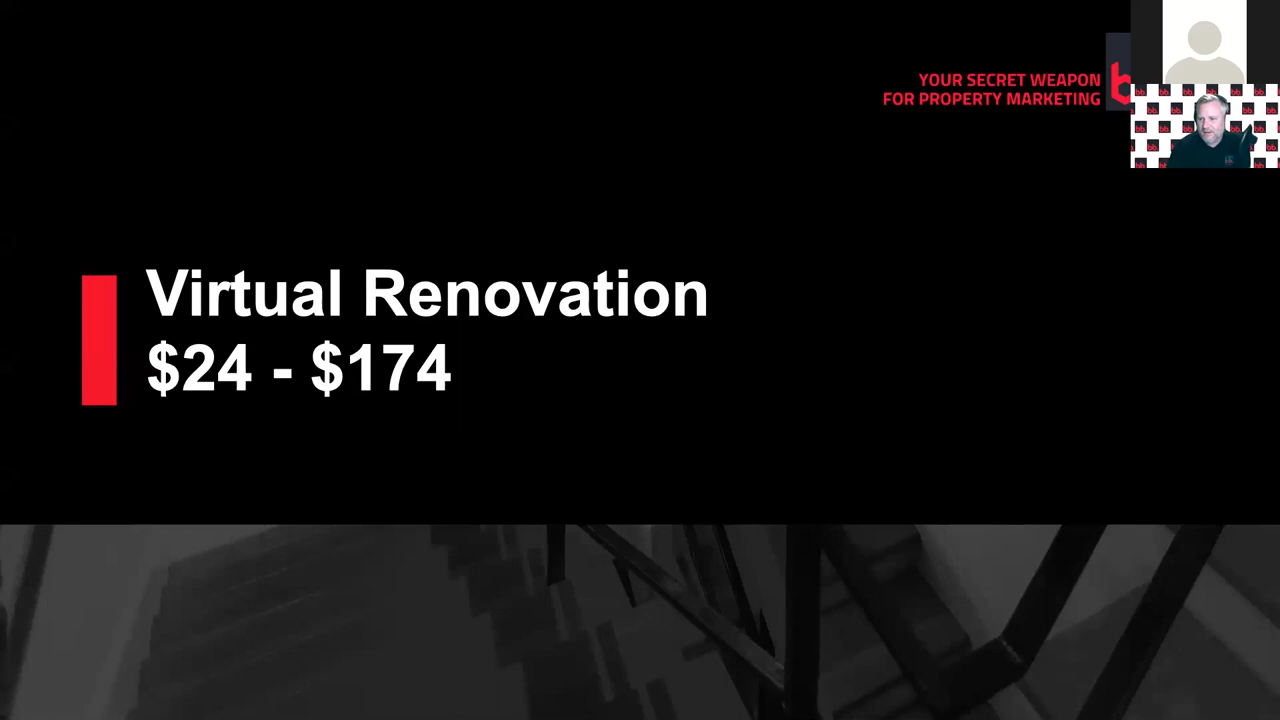 YOUR SECRET WEAPON
FOR PROPERTY MARKETING
Virtual Renovation
$24 - $174